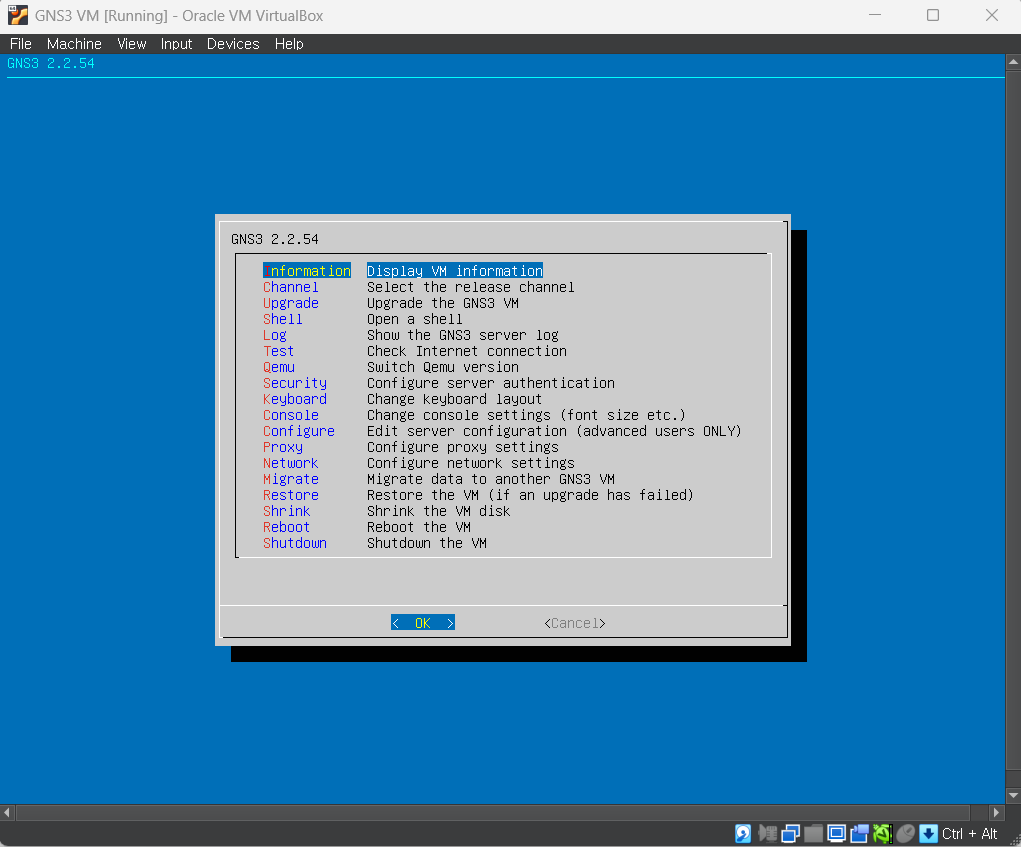 GNS3 VM [Running] - Oracle VM VirtualBox
File Machine View Input Devices Help
GNS3 2.2.54
GNS3 2.2.54
Information Display VM information
Channel Select the release channel
Upgrade Upgrade the GNS3 VM
Shell Open a shell
Log Show the GNS3 server log
Test Check Internet connection
Qemu Switch Qemu version
Security Configure server authentication
Keyboard Change keyboard layout
Console Change console settings (font size etc.)
Configure Edit server configuration (advanced users ONLY)
Proxy Configure proxy settings
Network Configure network settings
Migrate Migrate data to another GNS3 VM
Restore Restore the VM (if an upgrade has failed)
Shrink Shrink the VM disk
Reboot Reboot the VM
Shutdown Shutdown the VM
< OK > <Cancel>
Ctrl + Alt